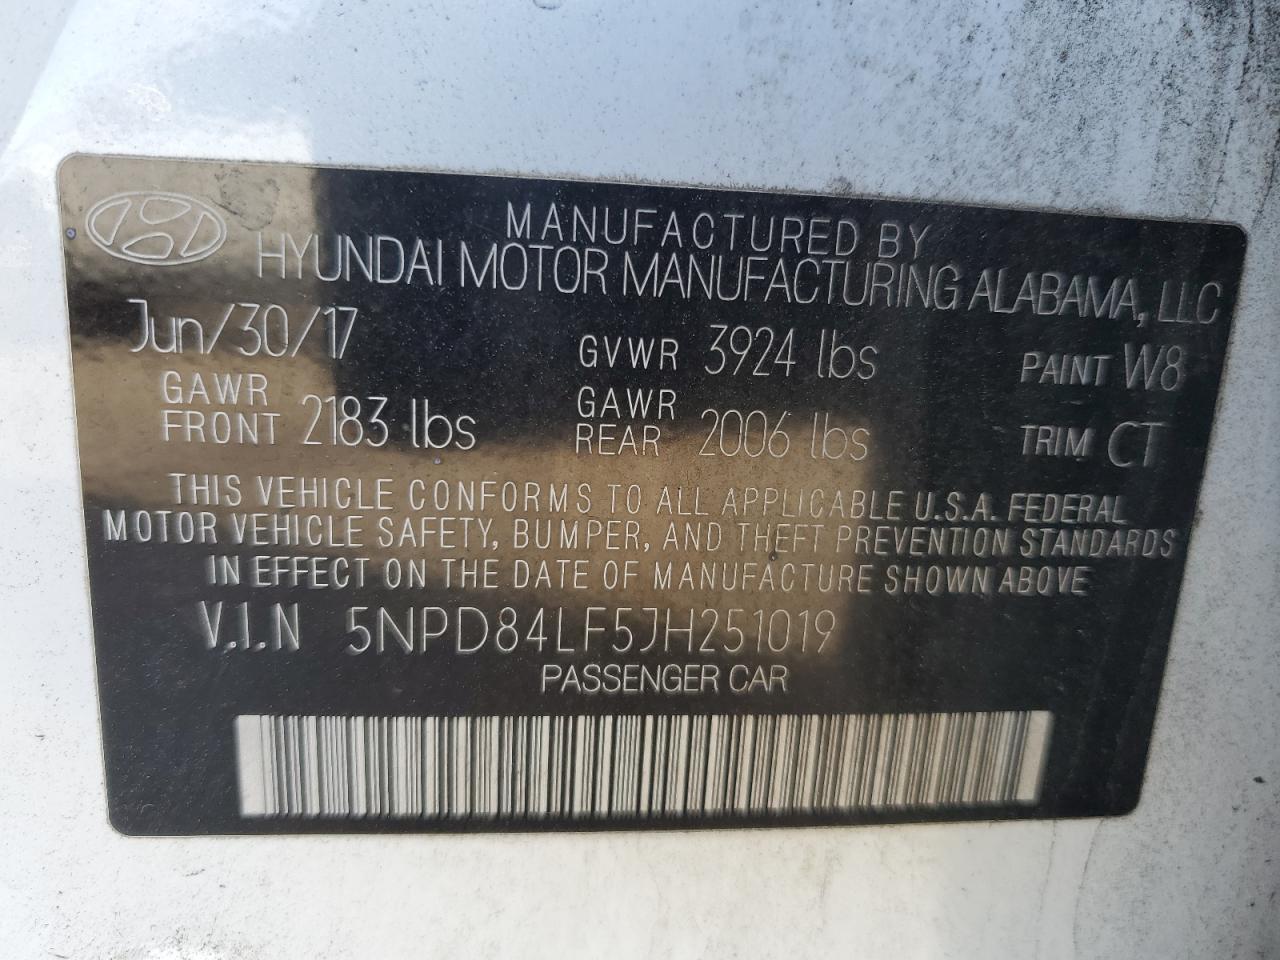 MANUFACTURED BY
HYUNDAI MOTOR MANUFACTURING ALABAMA, LLC
Jun/30/17 GVWR 3924 lbs PAINT W8
GAWR FRONT 2183 lbs GAWR REAR 2006 lbs TRIM CT
THIS VEHICLE CONFORMS TO ALL APPLICABLE U.S.A. FEDERAL
MOTOR VEHICLE SAFETY, BUMPER, AND THEFT PREVENTION STANDARDS
IN EFFECT ON THE DATE OF MANUFACTURE SHOWN ABOVE
V.I.N 5NPD84LF5JH251019
PASSENGER CAR